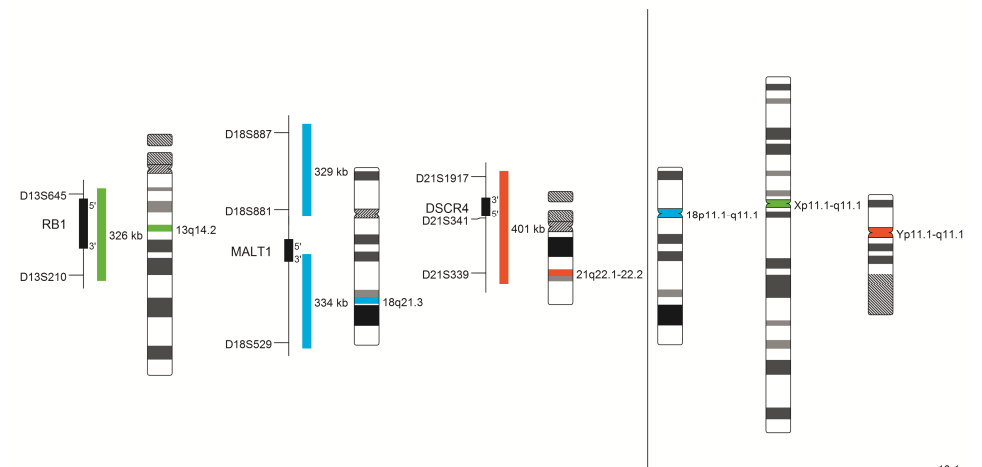 D13S645
5'
RB1
3'
D13S210
326 kb
13q14.2
D18S887
329 kb
D18S881
MALT1
5'
3'
334 kb
D18S529
18q21.3
D21S1917
3'
DSCR4
5'
D21S341
401 kb
D21S339
21q22.1-22.2
18p11.1-q11.1
Xp11.1-q11.1
Yp11.1-q11.1